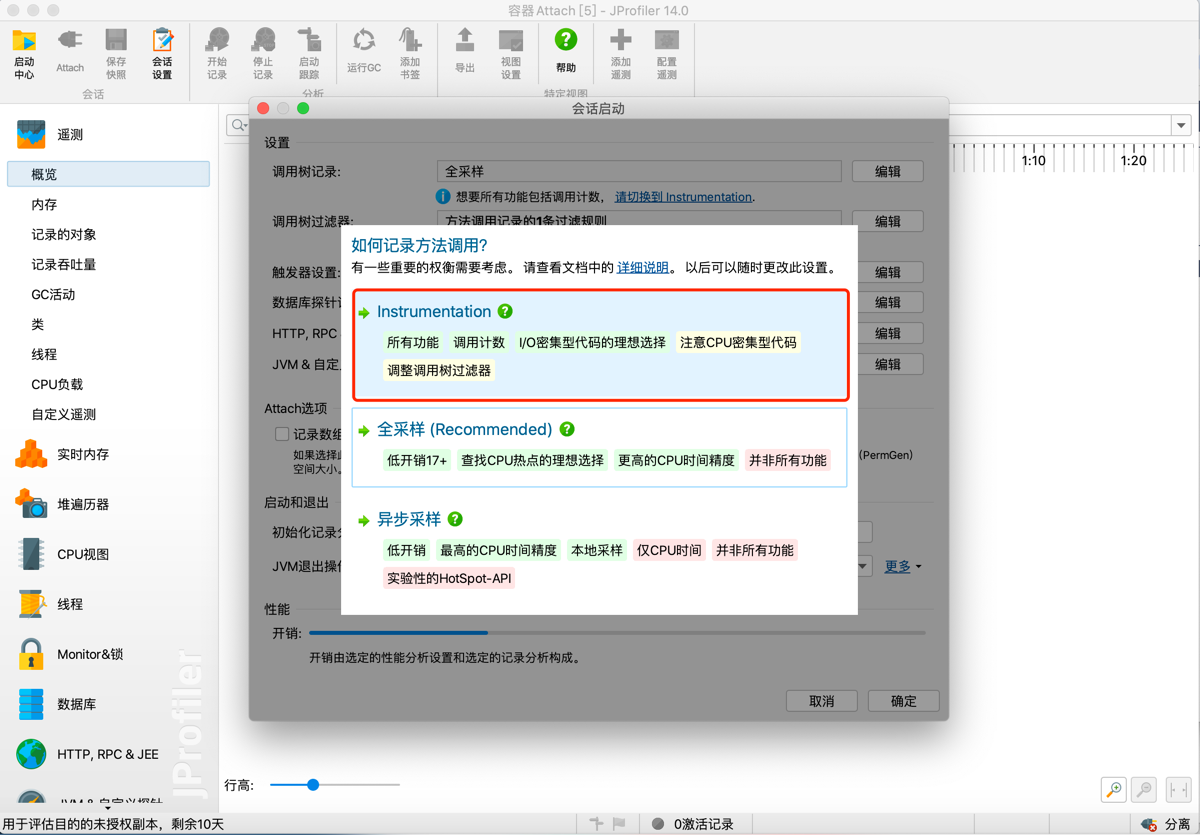 容器Attach [5] - JProfiler 14.0
启动中心
Attach
保存快照
会话设置
开始记录
停止记录
启动跟踪
运行GC
添加书签
导出
视图设置
帮助
添加遥测
配置遥测
会话
分析
特定视图
会话启动
遥测
概览
内存
记录的对象
记录吞吐量
GC活动
类
线程
CPU负载
自定义遥测
实时内存
堆遍历器
CPU视图
线程
Monitor&锁
数据库
HTTP, RPC & JEE
JVM & 自定义探针
JProfiler
1:10
1:20
设置
调用树记录:
全采样
编辑
想要所有功能包括调用计数， 请切换到 Instrumentation.
调用树过滤器:
方法调用记录的1条过滤规则
编辑
触发器设置:
编辑
数据库探针
编辑
HTTP, RPC
编辑
JVM & 自定
编辑
如何记录方法调用?
有一些重要的权衡需要考虑。 请查看文档中的 详细说明。 以后可以随时更改此设置。
Instrumentation
所有功能 调用计数 I/O密集型代码的理想选择 注意CPU密集型代码
调整调用树过滤器
全采样 (Recommended)
低开销17+ 查找CPU热点的理想选择 更高的CPU时间精度 并非所有功能
异步采样
低开销 最高的CPU时间精度 本地采样 仅CPU时间 并非所有功能
实验性的HotSpot-API
Attach选项
记录数组
如果选择
(PermGen)
空间大小。
启动和退出
初始化记录
JVM退出操作
更多
性能
开销:
开销由选定的性能分析设置和选定的记录分析构成。
取消
确定
行高:
用于评估目的的未授权副本，剩余10天
0激活记录
分离